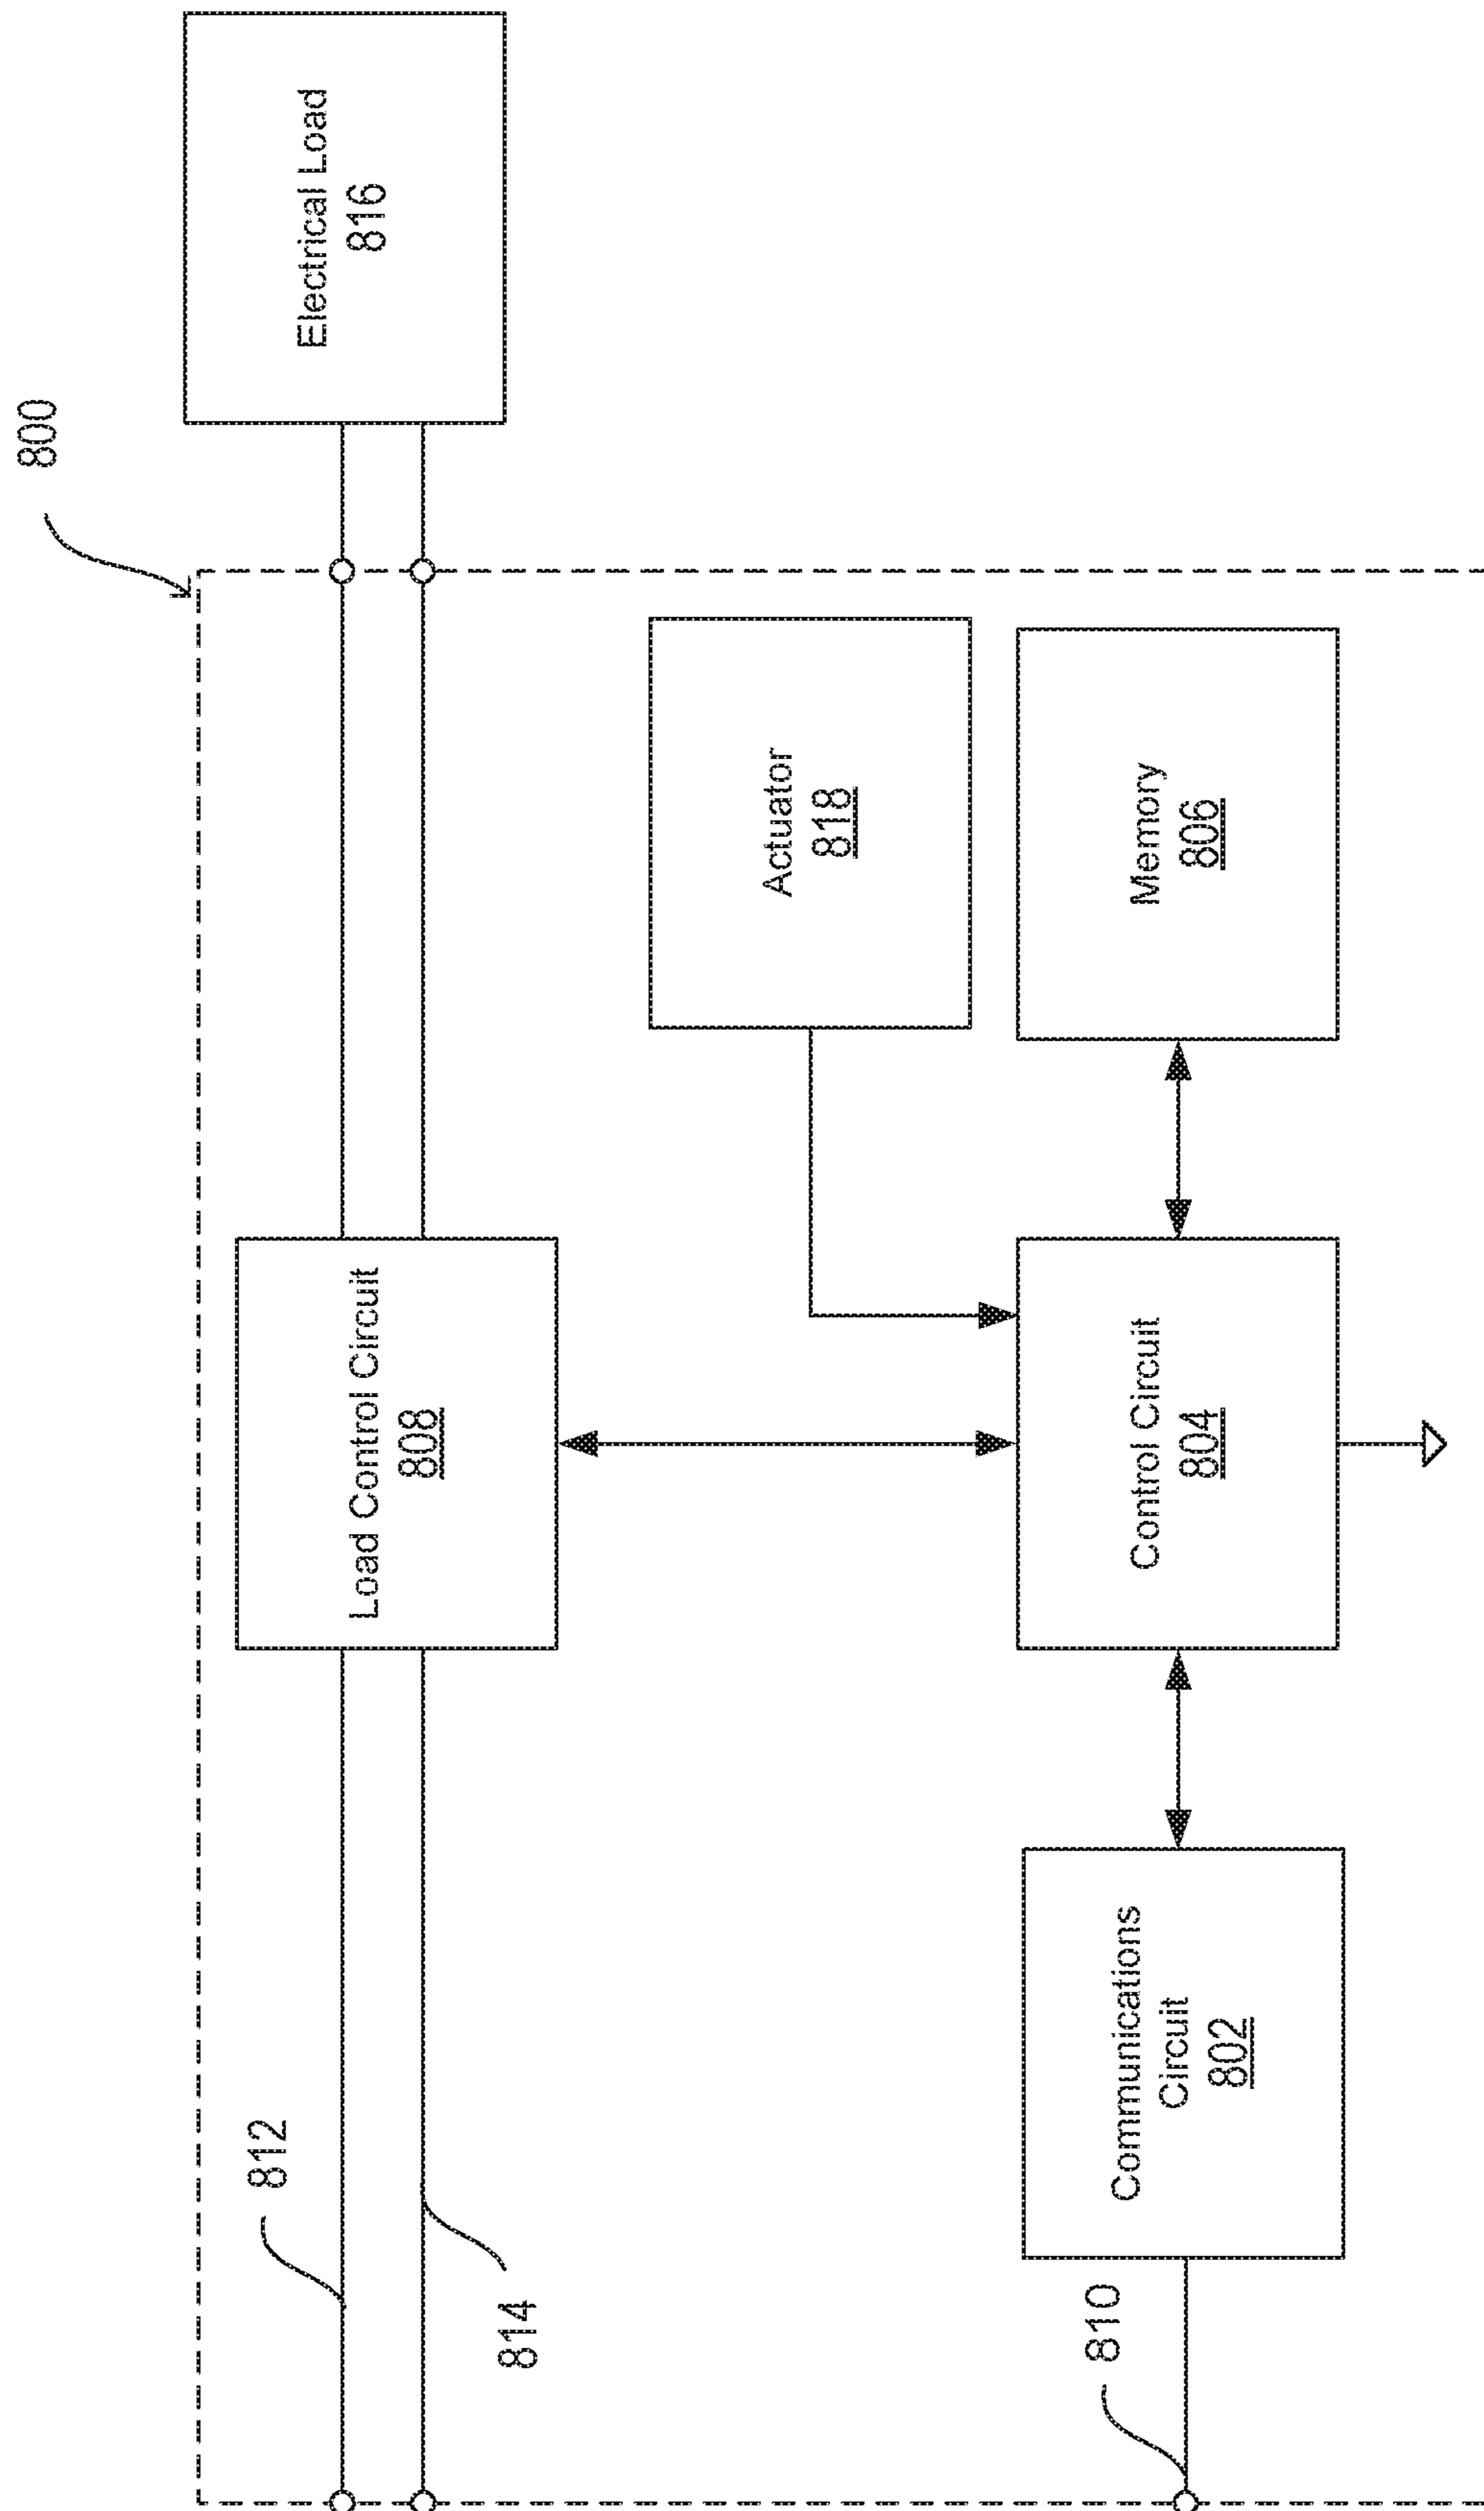 800
Electrical Load
816
812
Load Control Circuit
808
814
Actuator
818
810
Communications
Circuit
802
Control Circuit
804
Memory
806